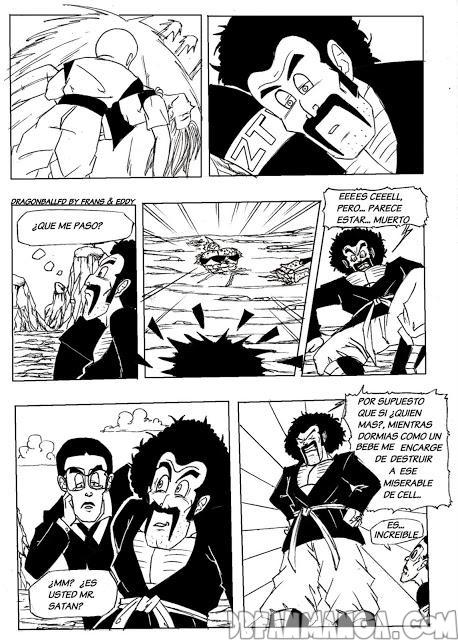 ZT
DRAGONBALLFD BY FRANS & EDDY
¿QUE ME PASO?
EEEES CEEELL,
PERO... PARECE
ESTAR... MUERTO
¿MM? ¿ES
USTED MR.
SATAN?
POR SUPUESTO
QUE SI ¿QUIEN
MAS?, MIENTRAS
DORMIAS COMO UN
BEBE ME ENCARGE
DE DESTRUIR
A ESE
MISERABLE
DE CELL..
ES...
INCREIBLE.
DBZMANGA.COM